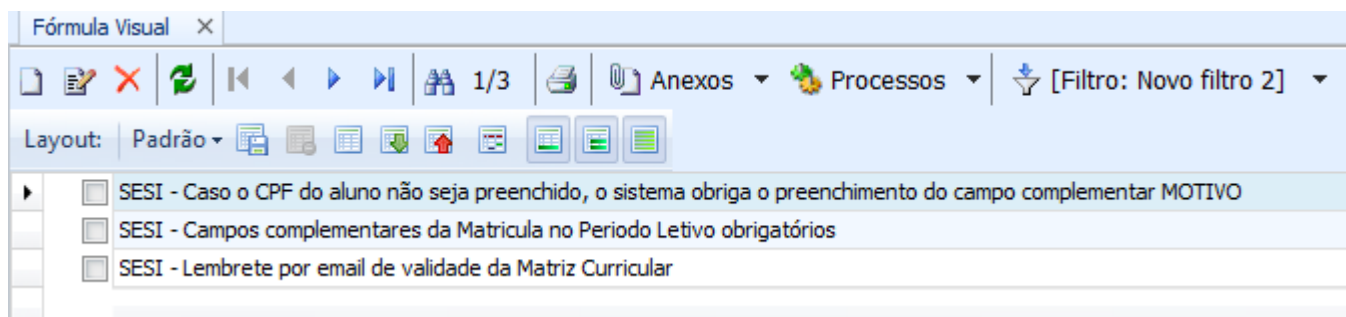 Fórmula Visual
1/3 Anexos Processos [Filtro: Novo filtro 2]
Layout: Padrão
SESI - Caso o CPF do aluno não seja preenchido, o sistema obriga o preenchimento do campo complementar MOTIVO
SESI - Campos complementares da Matricula no Periodo Letivo obrigatórios
SESI - Lembrete por email de validade da Matriz Curricular